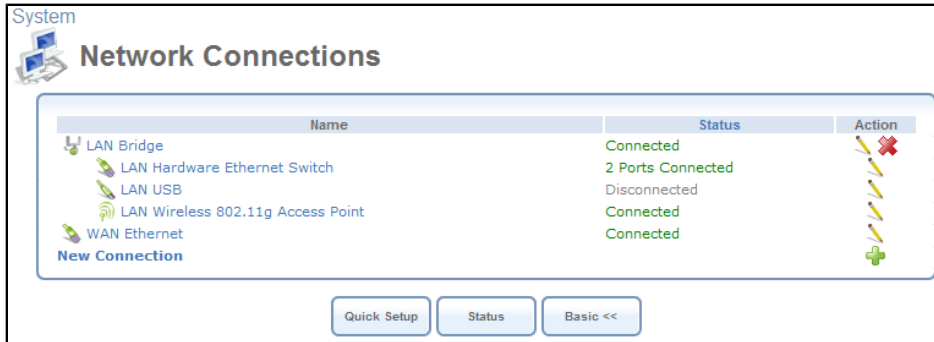 System
Network Connections
Name Status Action
LAN Bridge Connected
LAN Hardware Ethernet Switch 2 Ports Connected
LAN USB Disconnected
LAN Wireless 802.11g Access Point Connected
WAN Ethernet Connected
New Connection
Quick Setup Status Basic <<